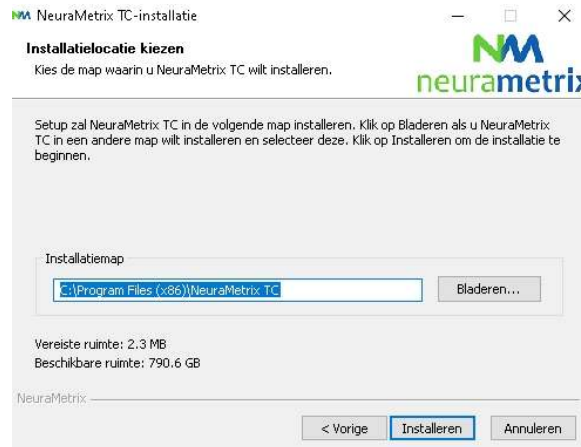 NM NeuraMetrix TC-installatie
Installatielocatie kiezen
Kies de map waarin u NeuraMetrix TC wilt installeren.
NM
neurametrix
Setup zal NeuraMetrix TC in de volgende map installeren. Klik op Bladeren als u NeuraMetrix
TC in een andere map wilt installeren en selecteer deze. Klik op Installeren om de installatie te
beginnen.
Installatiemap
C:\Program Files (x86)\NeuraMetrix TC
Bladeren...
Vereiste ruimte: 2.3 MB
Beschikbare ruimte: 790.6 GB
NeuraMetrix
< Vorige
Installeren
Annuleren